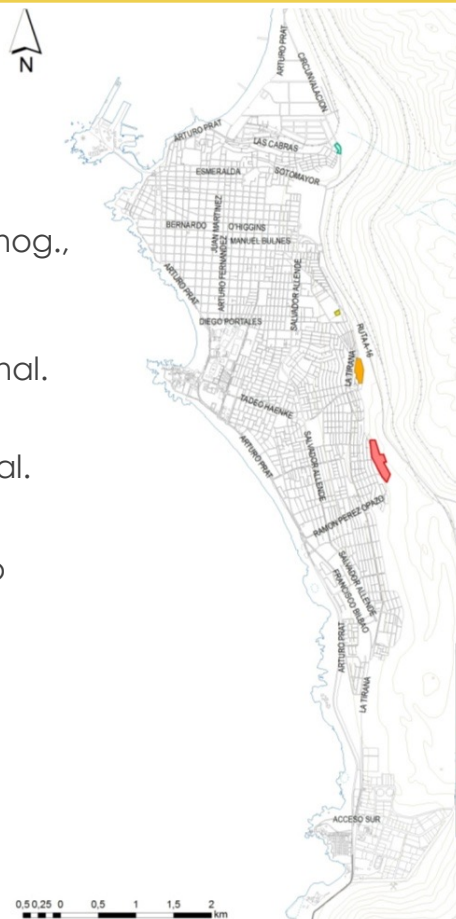 N
nog.,
nal.
al.
o
ARTURO PRAT
CIRCUNVALACION
ARTURO PRAT
LAS CABRAS
ESMERALDA
SOTOMAYOR
BERNARDO O'HIGGINS
JUAN MARTINEZ
ARTURO FERNANDEZ
MANUEL BULNES
ARTURO PRAT
SALVADOR ALLENDE
DIEGO PORTALES
RUTA A-16
LA TIRANA
TADEO HAENKE
ARTURO PRAT
SALVADOR ALLENDE
RAMON PEREZ OPAZO
SALVADOR ALLENDE
FRANCISCO BILBAO
ARTURO PRAT
LA TIRANA
ACCESO SUR
0,5 0,25 0 0,5 1 1,5 2
km